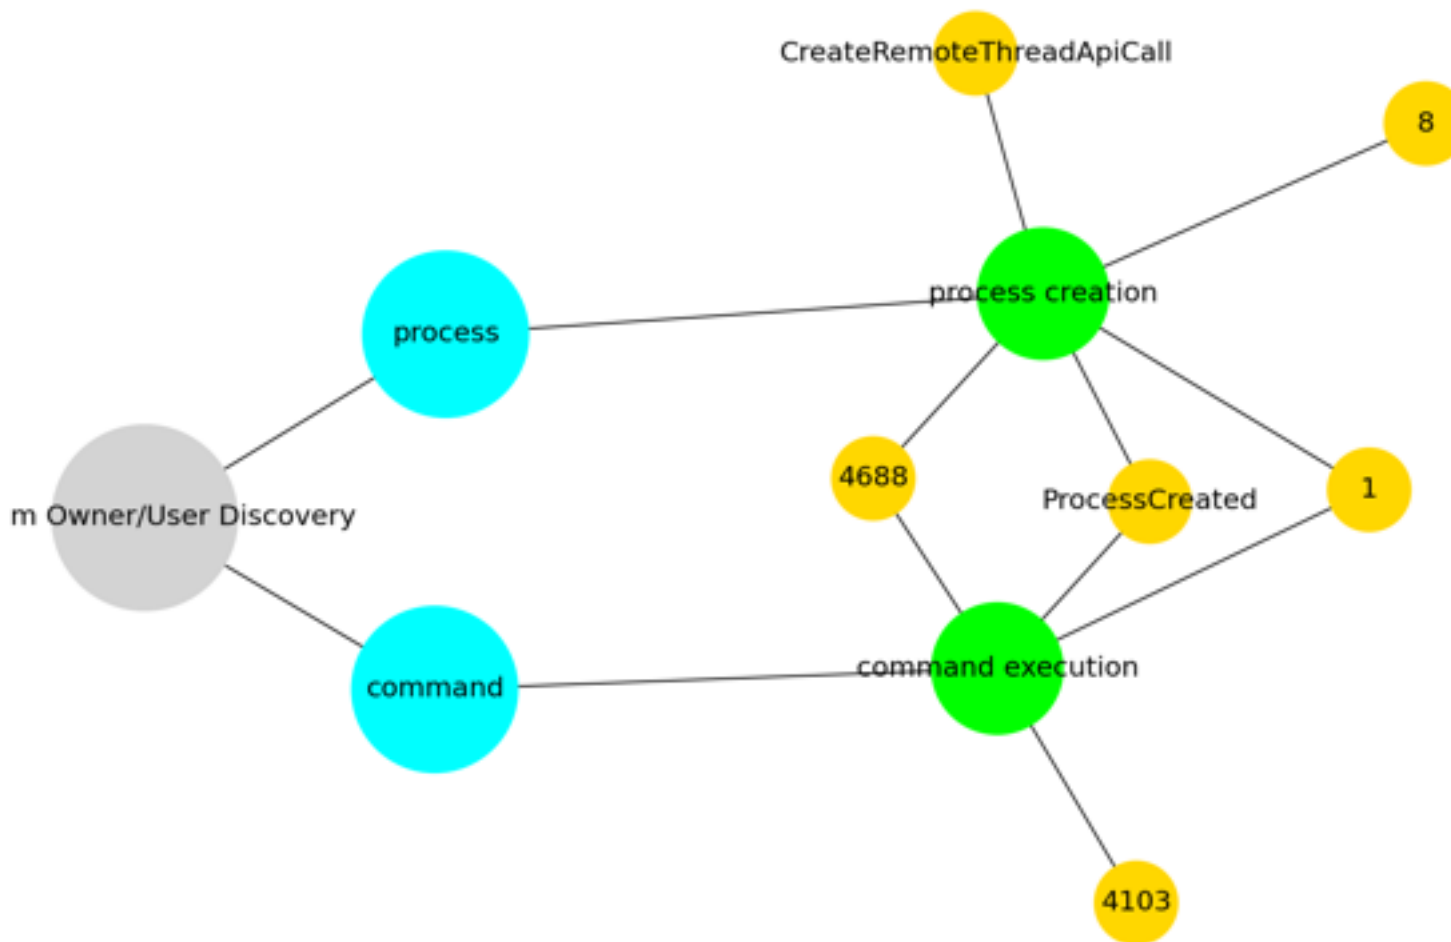 CreateRemoteThreadApiCall
8
process creation
process
4688
ProcessCreated
1
m Owner/User Discovery
command execution
command
4103